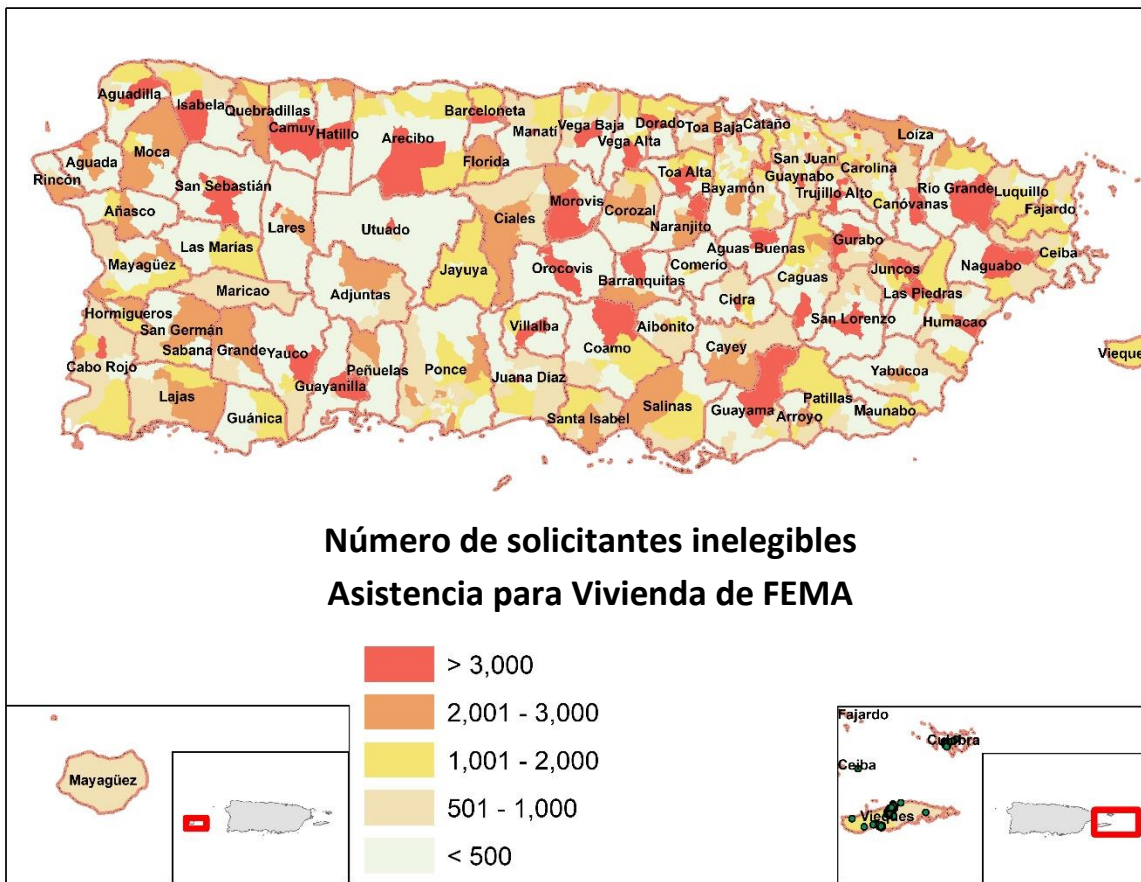 Aguadilla
Isabela
Quebradillas
Camuy
Hatillo
Arecibo
Barceloneta
Manatí
Vega Baja
Vega Alta
Dorado
Toa Baja
Cataño
Loíza
Aguada
Rincón
Moca
San Sebastián
Florida
Toa Alta
Bayamón
San Juan
Guaynabo
Carolina
Trujillo Alto
Canóvanas
Río Grande
Luquillo
Fajardo
Añasco
Lares
Utuado
Ciales
Morovis
Corozal
Naranjito
Las Marías
Mayagüez
Maricao
Adjuntas
Jayuya
Orocovis
Barranquitas
Comerío
Aguas Buenas
Caguas
Gurabo
Juncos
Las Piedras
Naguabo
Ceiba
Hormigueros
San Germán
Sabana Grande
Yauco
Cabo Rojo
Lajas
Guánica
Guayanilla
Peñuelas
Ponce
Villalba
Juana Díaz
Coamo
Aibonito
Cidra
Cayey
San Lorenzo
Humacao
Yabucoa
Santa Isabel
Salinas
Guayama
Arroyo
Patillas
Maunabo
Vieque
Número de solicitantes inelegibles
Asistencia para Vivienda de FEMA
> 3,000
2,001 - 3,000
1,001 - 2,000
501 - 1,000
< 500
Mayagüez
Fajardo
Culebra
Ceiba
Vieques